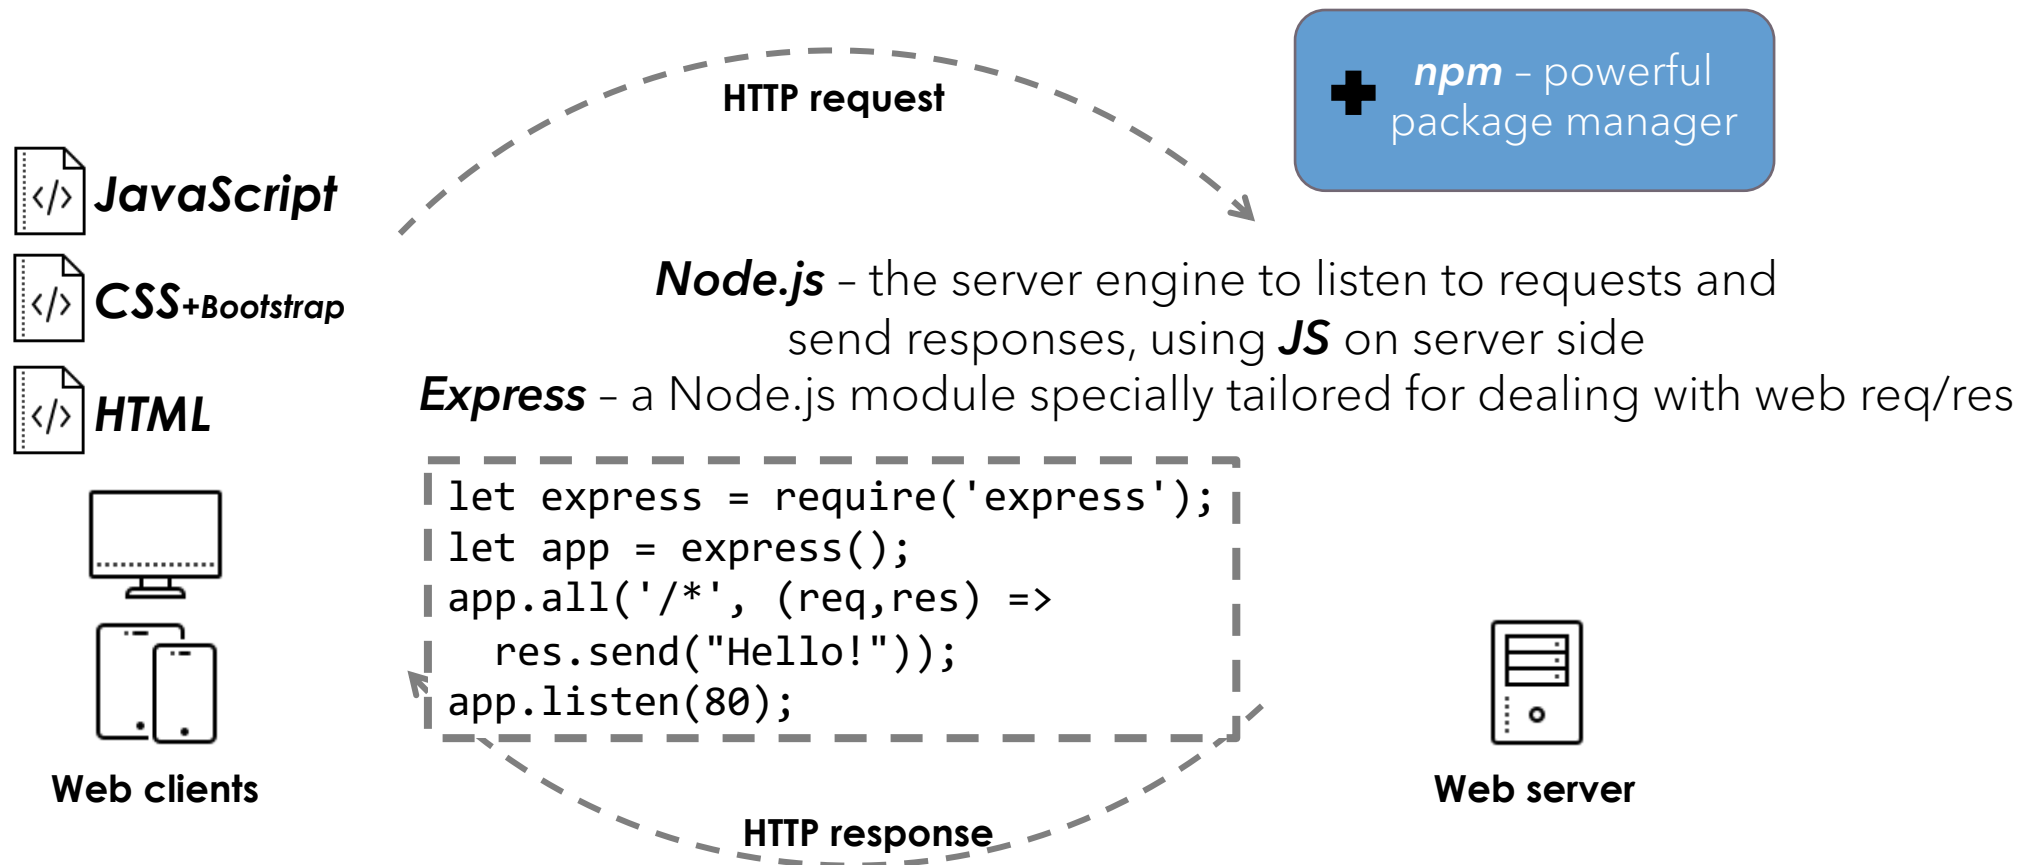 HTTP request
npm – powerful
package manager
</> JavaScript
</> CSS+Bootstrap
</> HTML
Node.js – the server engine to listen to requests and
send responses, using JS on server side
Express – a Node.js module specially tailored for dealing with web req/res
let express = require('express');
let app = express();
app.all('/*', (req,res) =>
  res.send("Hello!"));
app.listen(80);
Web clients
Web server
HTTP response